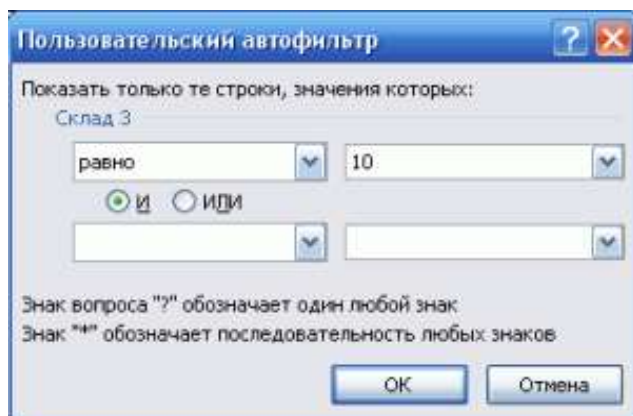 Пользовательский автофильтр
Показать только те строки, значения которых:
Склад 3
равно 10
И ИЛИ
Знак вопроса "?" обозначает один любой знак
Знак "*" обозначает последовательность любых знаков
ОК Отмена